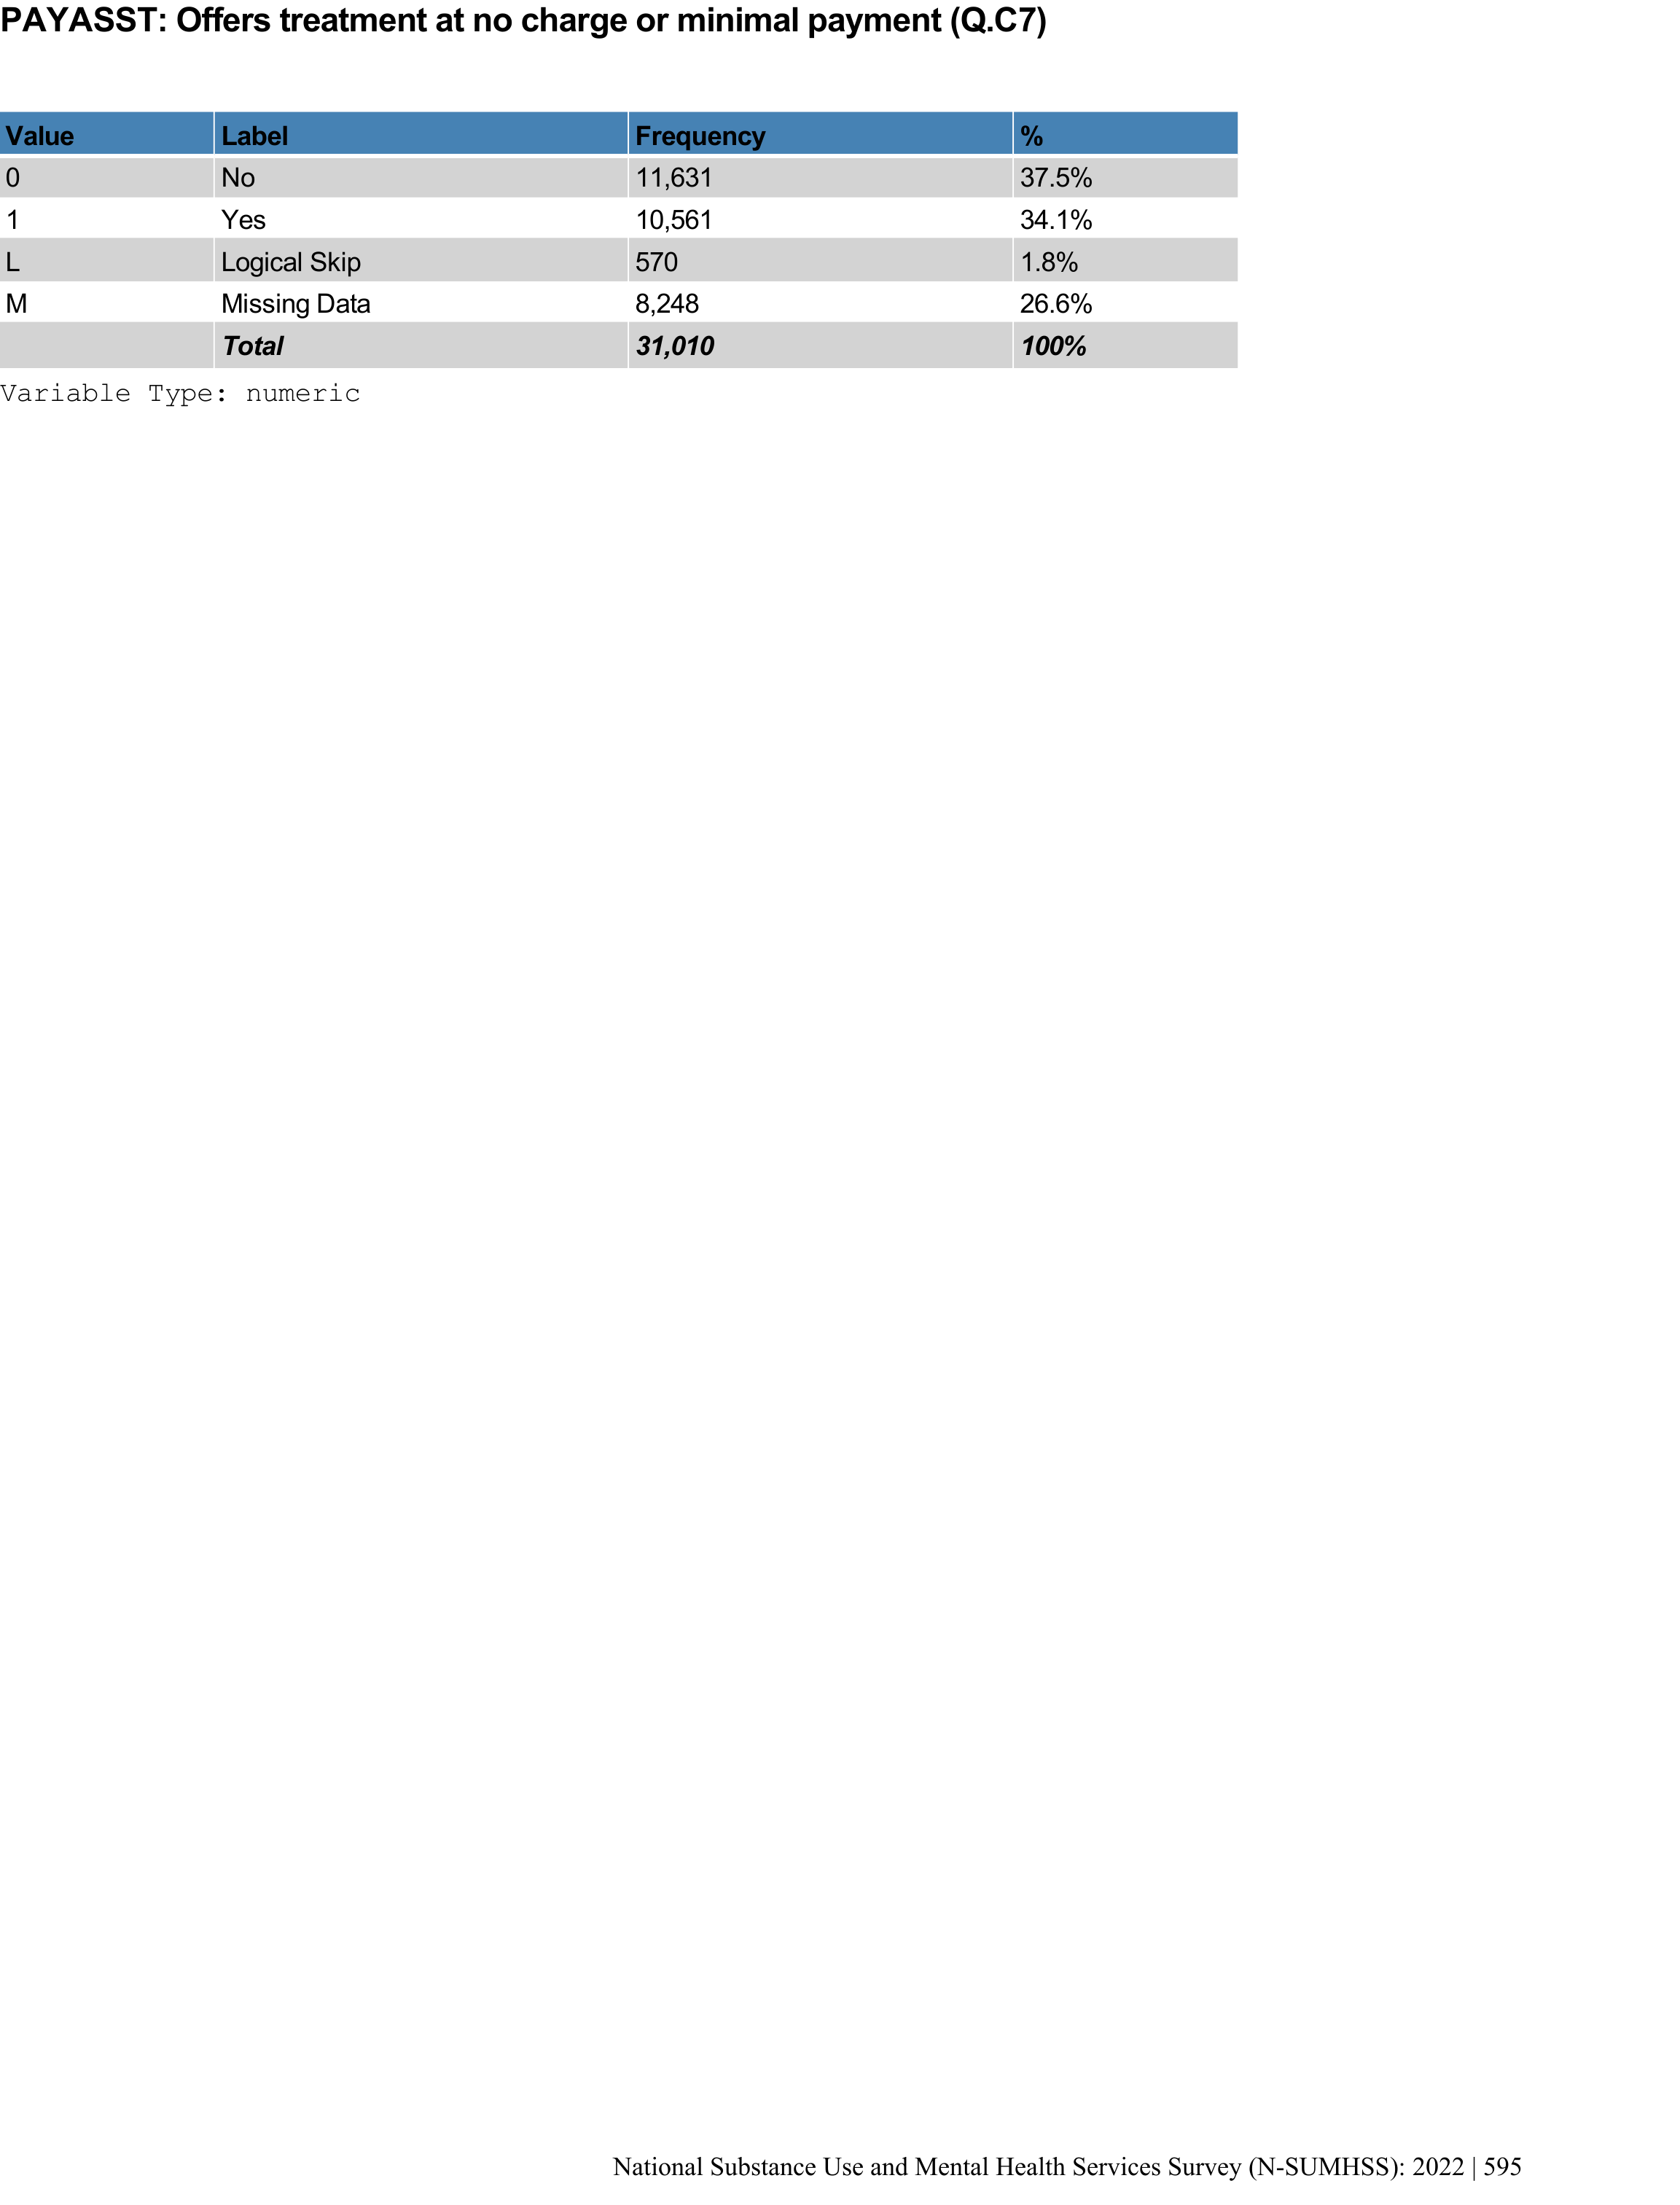 PAYASST: Offers treatment at no charge or minimal payment (Q.C7)
Value Label Frequency %
0 No 11,631 37.5%
1 Yes 10,561 34.1%
L Logical Skip 570 1.8%
M Missing Data 8,248 26.6%
Total 31,010 100%
Variable Type: numeric
National Substance Use and Mental Health Services Survey (N-SUMHSS): 2022 | 595